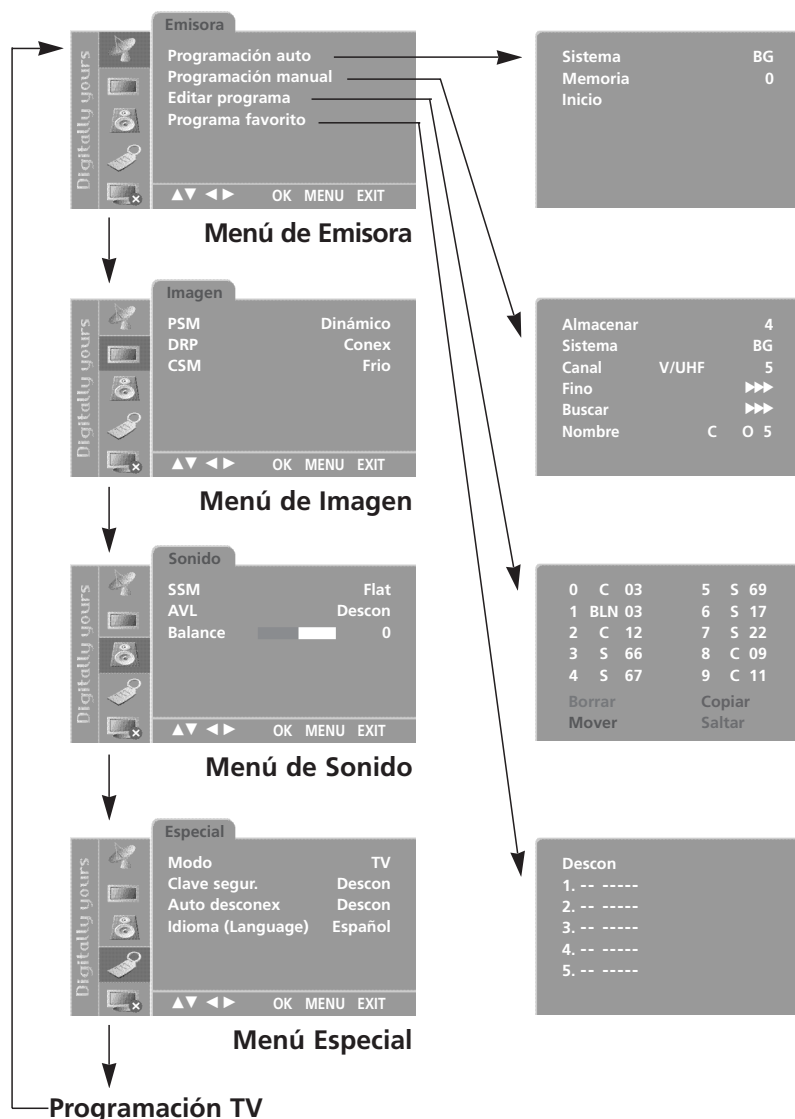 Emisora
Digitally yours
Programación auto
Programación manual
Editar programa
Programa favorito
▲▼ ◄► OK MENU EXIT
Menú de Emisora
Sistema BG
Memoria 0
Inicio
Imagen
Digitally yours
PSM Dinámico
DRP Conex
CSM Frio
▲▼ ◄► OK MENU EXIT
Menú de Imagen
Almacenar 4
Sistema BG
Canal V/UHF 5
Fino ►►►
Buscar ►►►
Nombre C O 5
Sonido
Digitally yours
SSM Flat
AVL Descon
Balance 0
▲▼ ◄► OK MENU EXIT
Menú de Sonido
0 C 03 5 S 69
1 BLN 03 6 S 17
2 C 12 7 S 22
3 S 66 8 C 09
4 S 67 9 C 11
Borrar Copiar
Mover Saltar
Especial
Digitally yours
Modo TV
Clave segur. Descon
Auto desconex Descon
Idioma (Language) Español
▲▼ ◄► OK MENU EXIT
Menú Especial
Descon
1. -- -----
2. -- -----
3. -- -----
4. -- -----
5. -- -----
Programación TV